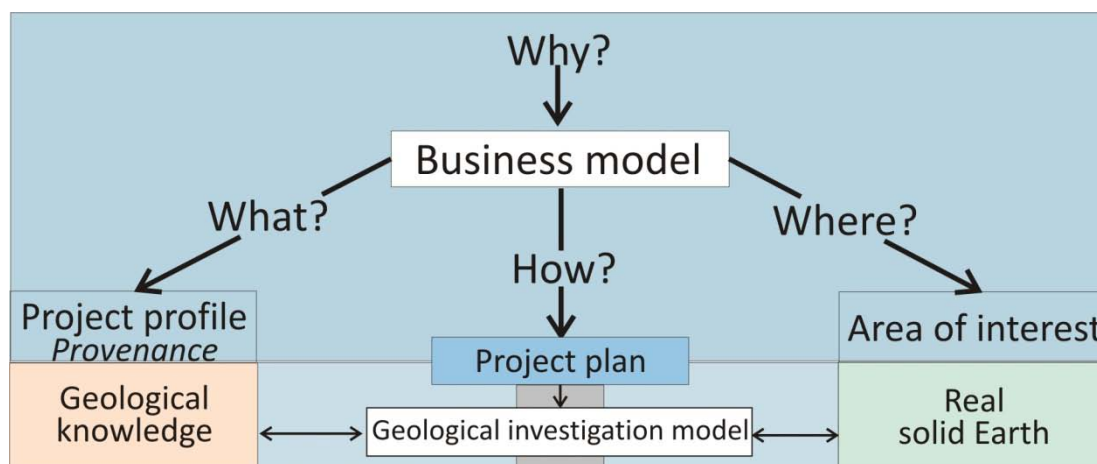 Why?
Business model
What?
Where?
How?
Project profile
Provenance
Area of interest
Project plan
Geological
knowledge
Geological investigation model
Real
solid Earth